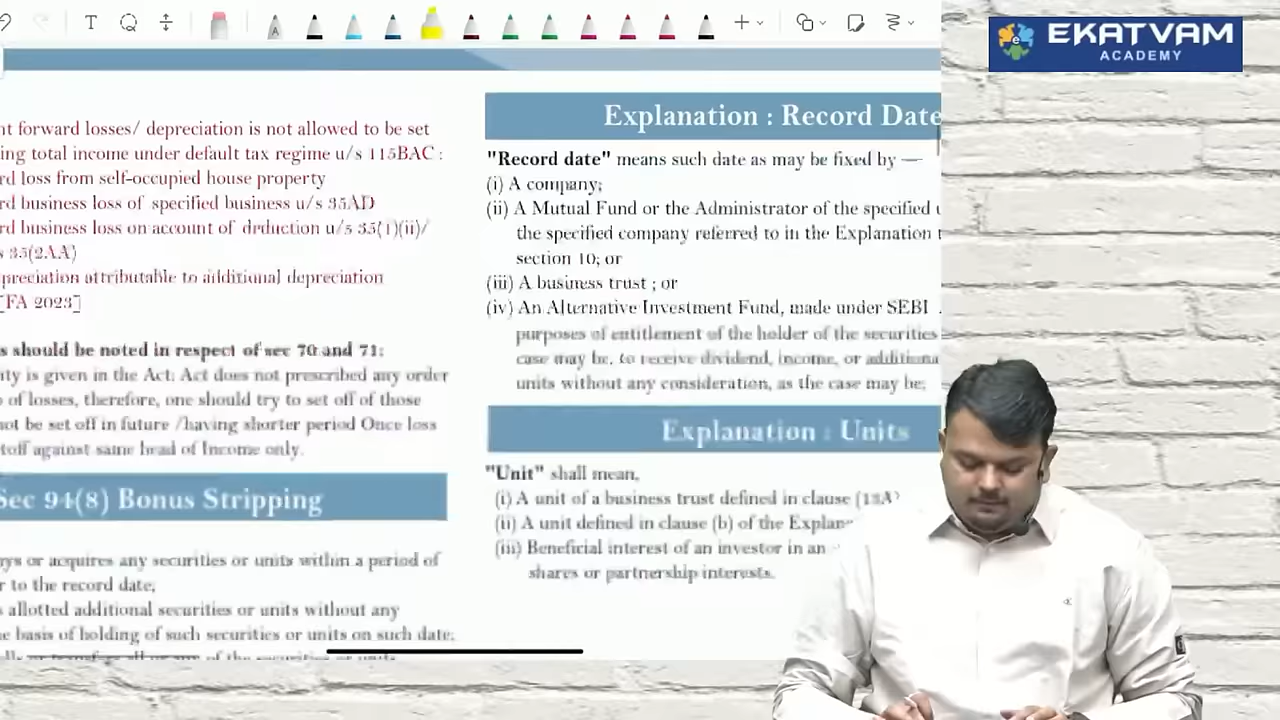 EKATVAM
ACADEMY
nt forward losses/ depreciation is not allowed to be set
ing total income under default tax regime u/s 115BAC :
rd loss from self-occupied house property
rd business loss of specified business u/s 35AD
rd business loss on account of deduction u/s 35(1)(ii)/
s 35(2AA)
preciation attributable to additional depreciation
[FA 2023]
s should be noted in respect of sec 70 and 71:
ity is given in the Act: Act does not prescribed any order
of losses, therefore, one should try to set off of those
not be set off in future /having shorter period Once loss
toff against same head of Income only.
Sec 94(8) Bonus Stripping
ys or acquires any securities or units within a period of
r to the record date,
s allotted additional securities or units without any
e basis of holding of such securities or units on such date;
or transfer all or any of the securities or units
Explanation : Record Date
"Record date" means such date as may be fixed by —
(i) A company;
(ii) A Mutual Fund or the Administrator of the specified u
the specified company referred to in the Explanation t
section 10; or
(iii) A business trust ; or
(iv) An Alternative Investment Fund, made under SEBI
purposes of entitlement of the holder of the securities
case may be, to receive dividend, income, or additiona
units without any consideration, as the case may be;
Explanation : Units
"Unit" shall mean,
(i) A unit of a business trust defined in clause (13A)
(ii) A unit defined in clause (b) of the Explan
(iii) Beneficial interest of an investor in an
shares or partnership interests.